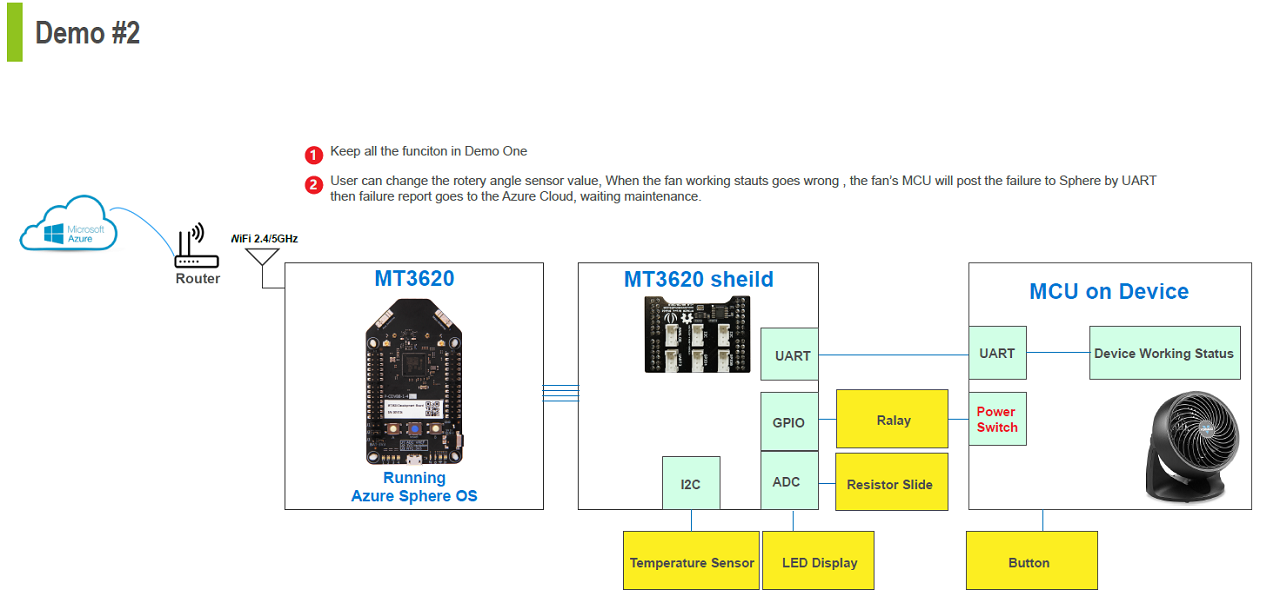 Demo #2
1 Keep all the funciton in Demo One
2 User can change the rotery angle sensor value, When the fan working stauts goes wrong , the fan's MCU will post the failure to Sphere by UART
then failure report goes to the Azure Cloud, waiting maintenance.
Microsoft
Azure
WiFi 2.4/5GHz
Router
MT3620
Running
Azure Sphere OS
MT3620 sheild
UART
GPIO
I2C
ADC
Ralay
Resistor Slide
Temperature Sensor
LED Display
MCU on Device
UART
Device Working Status
Power
Switch
Button